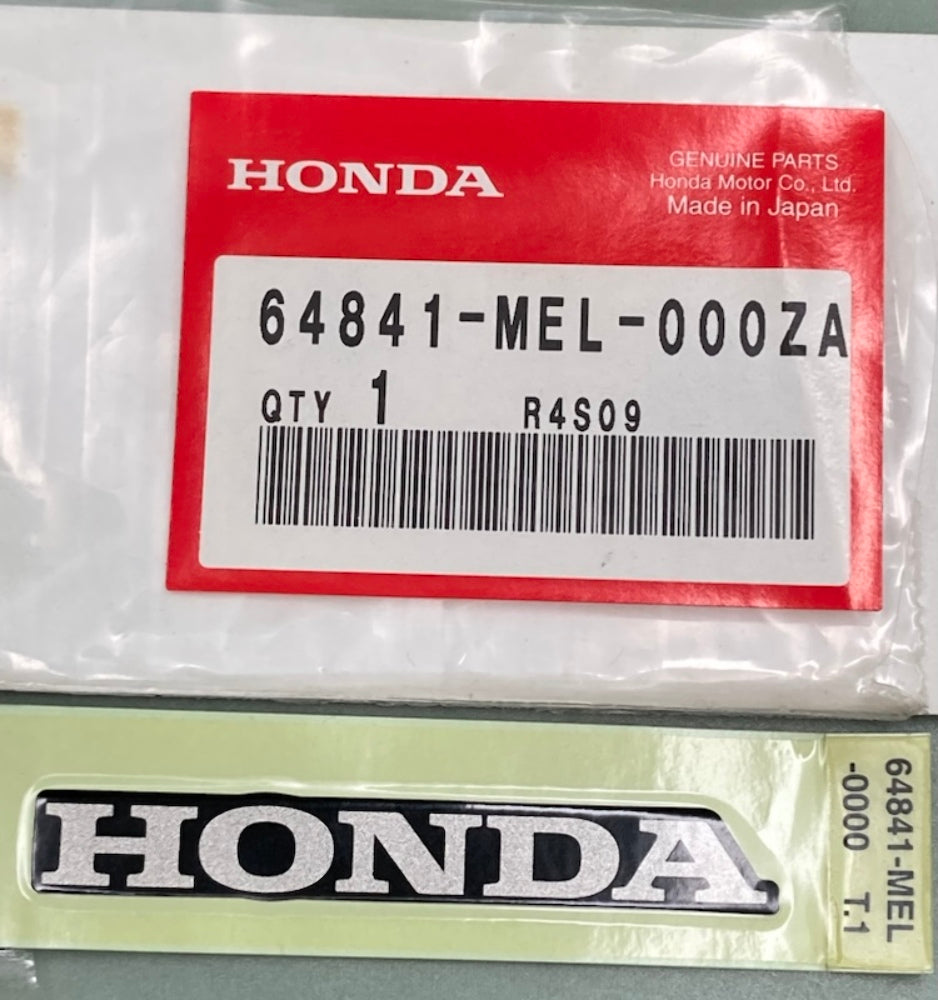 HONDA
GENUINE PARTS
Honda Motor Co., Ltd.
Made in Japan
64841-MEL-000ZA
QTY 1 R4S09
HONDA
64841-MEL
-0000 T.1